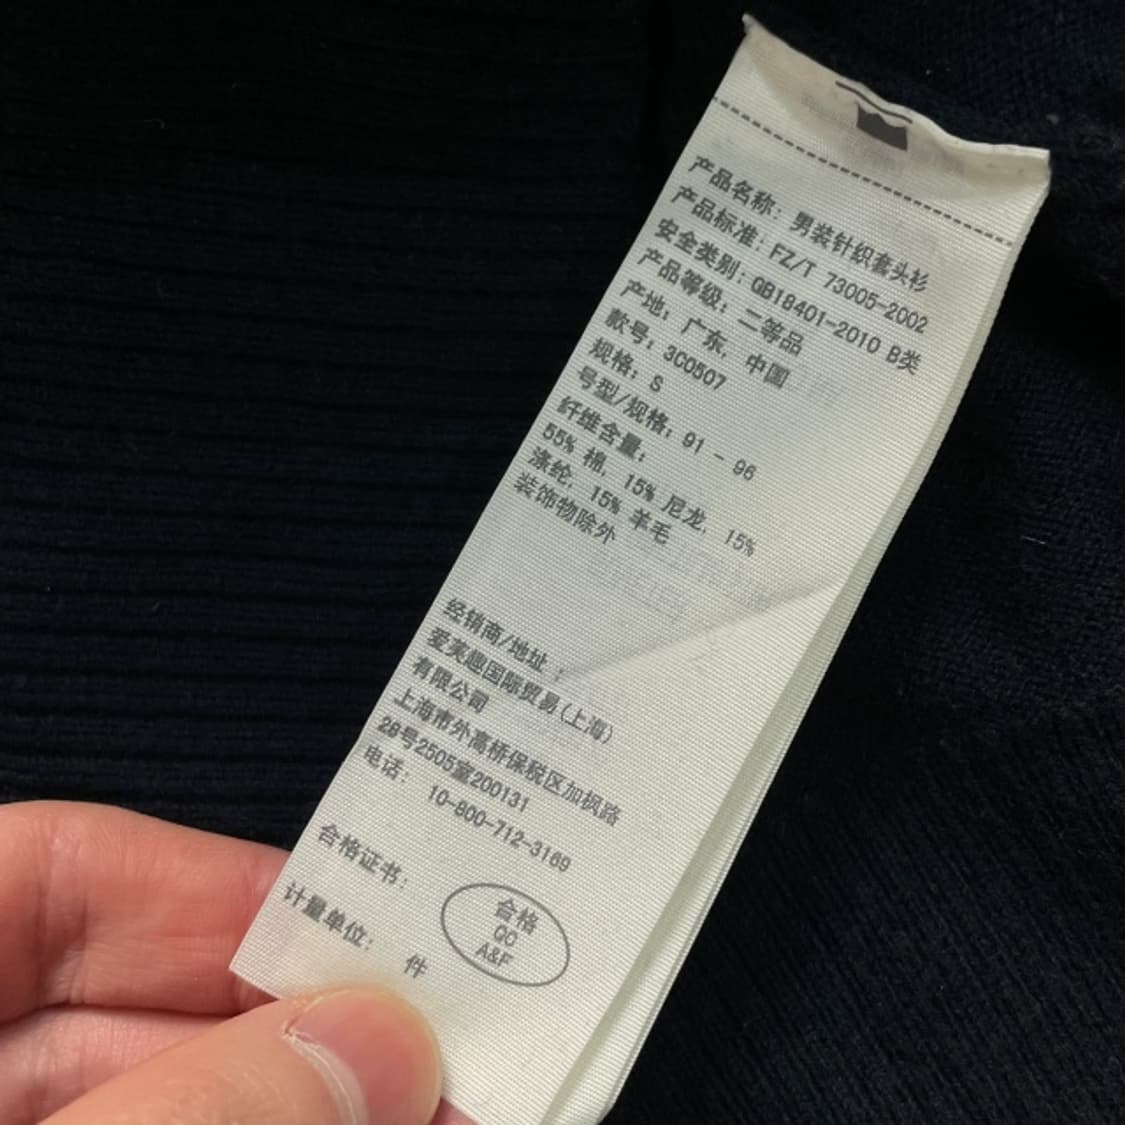 产品名称: 男装针织套头衫
产品标准: FZ/T 73005-2002
安全类别: GB18401-2010 B类
产品等级: 二等品
产地: 广东, 中国
款号: 3C0507
规格: S
号型/规格: 91 - 96
纤维含量:
55% 棉, 15% 尼龙, 15%
涤纶, 15% 羊毛
装饰物除外
经销商/地址:
爱芙趣国际贸易(上海)
有限公司
上海市外高桥保税区加枫路
28号2505室200131
电话: 10-800-712-3169
合格证书:
合格
QC
A&F
计量单位: 件